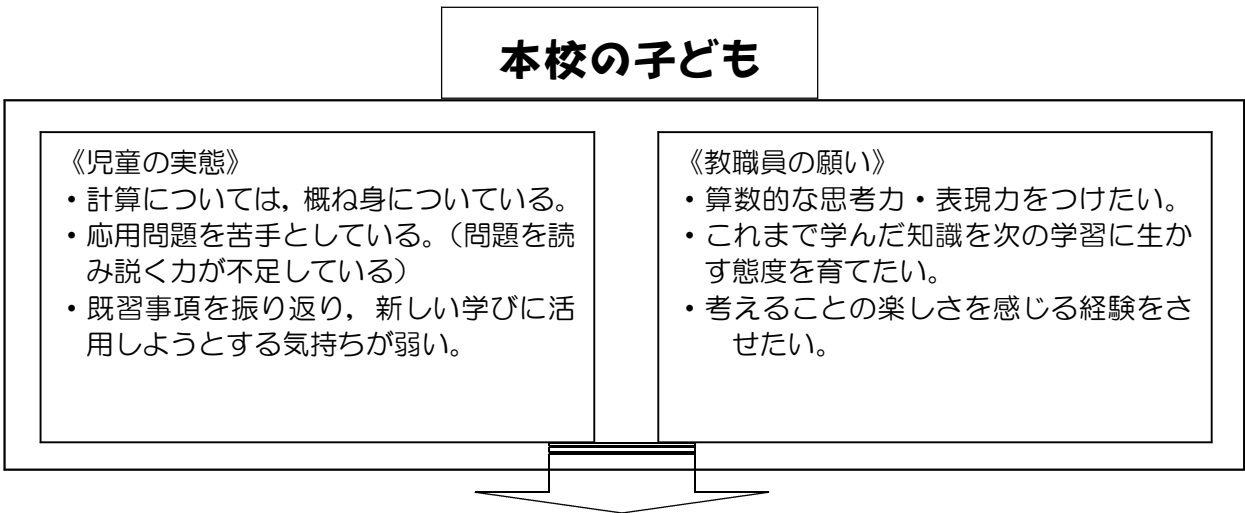 本校の子ども
《児童の実態》
・計算については，概ね身についている。
・応用問題を苦手としている。（問題を読
み説く力が不足している）
・既習事項を振り返り，新しい学びに活
用しようとする気持ちが弱い。
《教職員の願い》
・算数的な思考力・表現力をつけたい。
・これまで学んだ知識を次の学習に生か
す態度を育てたい。
・考えることの楽しさを感じる経験をさ
せたい。